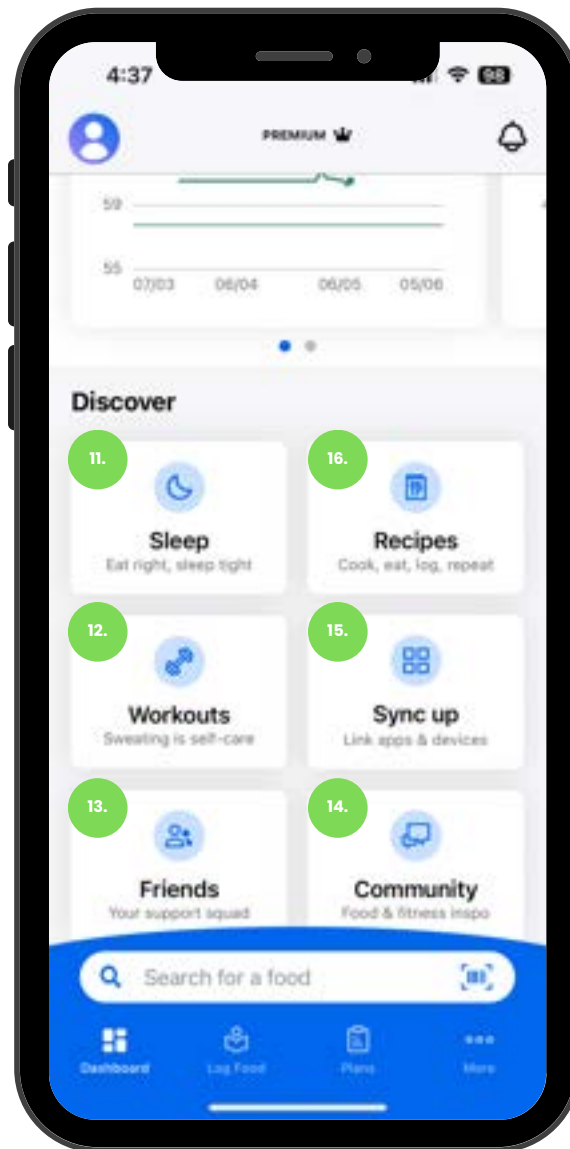 4:37
98
PREMIUM
59
55
07/03 06/04 06/05 05/06
Discover
11.
Sleep
Eat right, sleep tight
16.
Recipes
Cook, eat, log, repeat
12.
Workouts
Sweating is self-care
15.
Sync up
Link apps & devices
13.
Friends
Your support squad
14.
Community
Food & fitness inspo
Search for a food
Dashboard Log Food Plans More